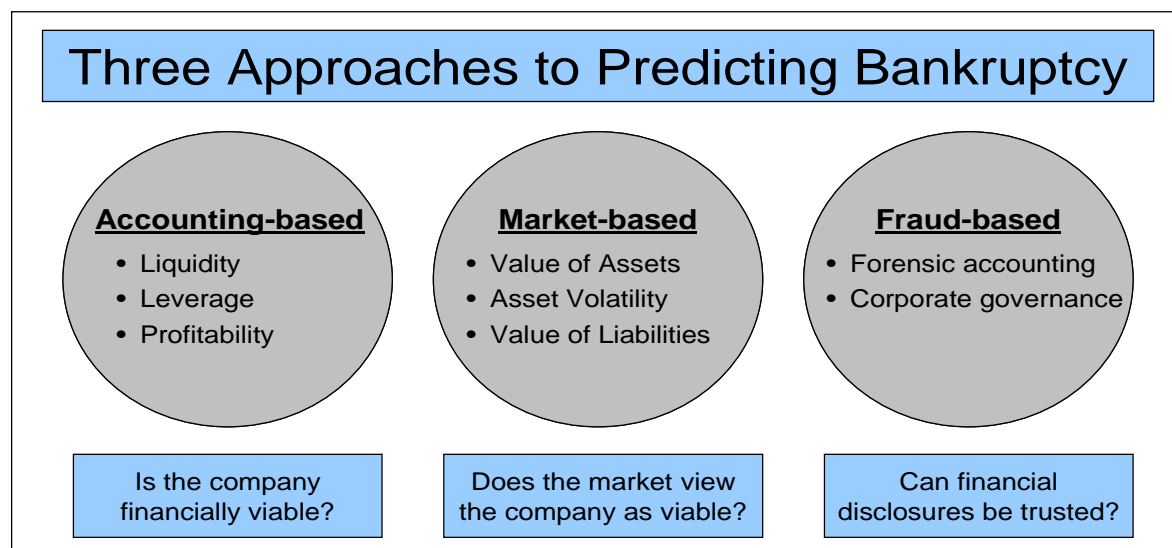 Three Approaches to Predicting Bankruptcy
Accounting-based
• Liquidity
• Leverage
• Profitability
Market-based
• Value of Assets
• Asset Volatility
• Value of Liabilities
Fraud-based
• Forensic accounting
• Corporate governance
Is the company
financially viable?
Does the market view
the company as viable?
Can financial
disclosures be trusted?